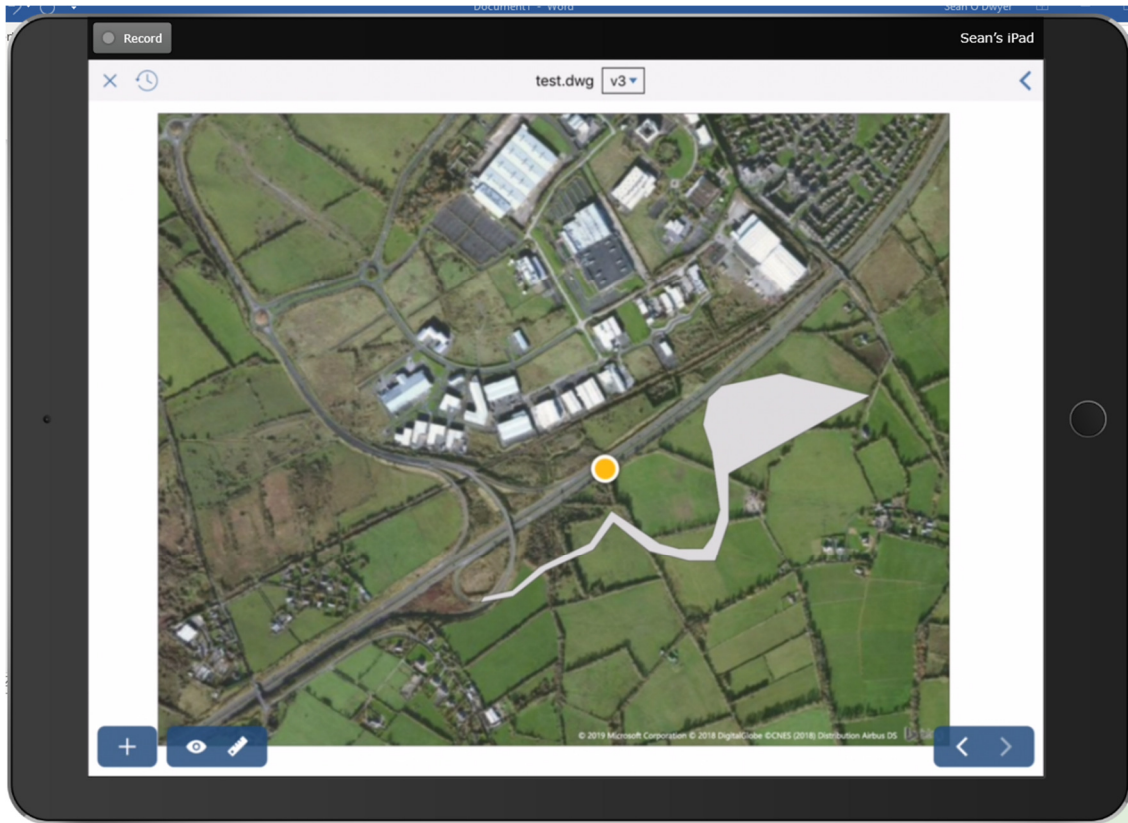 Document1 - Word
Sean O Dwyer
Record
Sean's iPad
test.dwg v3
© 2019 Microsoft Corporation © 2018 DigitalGlobe ©CNES (2018) Distribution Airbus DS